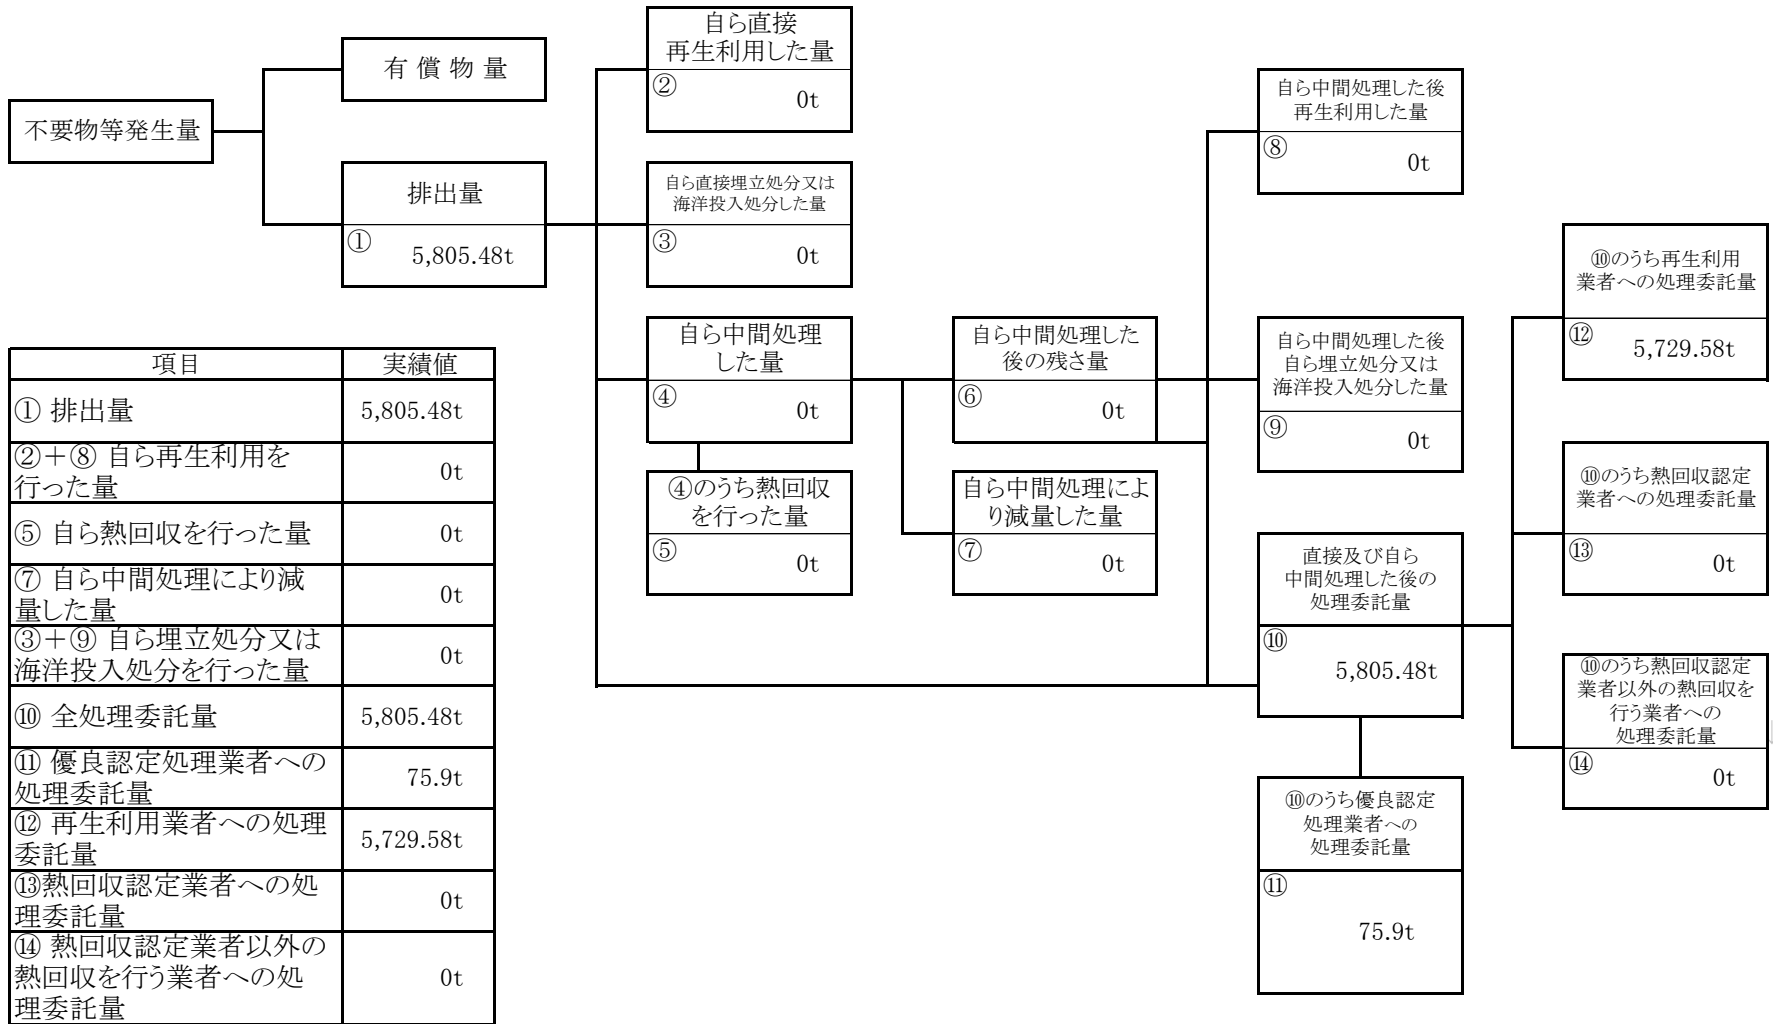 不要物等発生量
有 償 物 量
排出量
①
5,805.48t
自ら直接
再生利用した量
②
0t
自ら直接埋立処分又は
海洋投入処分した量
③
0t
自ら中間処理
した量
④
0t
④のうち熱回収
を行った量
⑤
0t
自ら中間処理した
後の残さ量
⑥
0t
自ら中間処理によ
り減量した量
⑦
0t
自ら中間処理した後
再生利用した量
⑧
0t
自ら中間処理した後
自ら埋立処分又は
海洋投入処分した量
⑨
0t
直接及び自ら
中間処理した後の
処理委託量
⑩
5,805.48t
⑩のうち優良認定
処理業者への
処理委託量
⑪
75.9t
⑩のうち再生利用
業者への処理委託量
⑫
5,729.58t
⑩のうち熱回収認定
業者への処理委託量
⑬
0t
⑩のうち熱回収認定
業者以外の熱回収を
行う業者への
処理委託量
⑭
0t
項目 実績値
① 排出量 5,805.48t
②＋⑧ 自ら再生利用を
行った量 0t
⑤ 自ら熱回収を行った量 0t
⑦ 自ら中間処理により減
量した量 0t
③＋⑨ 自ら埋立処分又は
海洋投入処分を行った量 0t
⑩ 全処理委託量 5,805.48t
⑪ 優良認定処理業者への
処理委託量 75.9t
⑫ 再生利用業者への処理
委託量 5,729.58t
⑬熱回収認定業者への処
理委託量 0t
⑭ 熱回収認定業者以外の
熱回収を行う業者への処
理委託量 0t